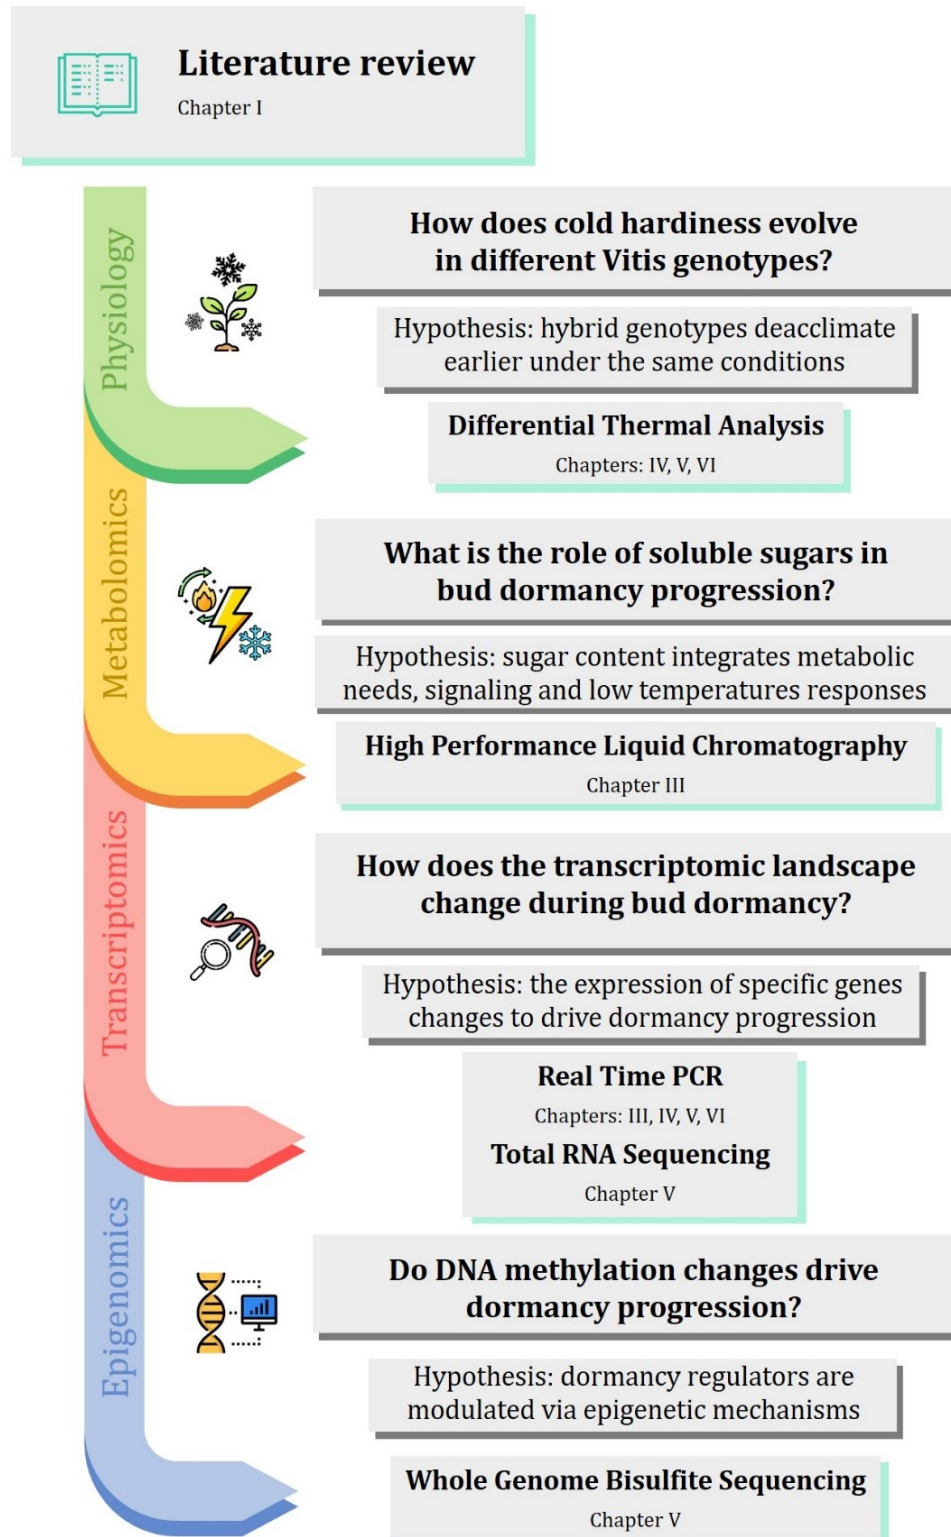 Literature review
Chapter I
Physiology
How does cold hardiness evolve
in different Vitis genotypes?
Hypothesis: hybrid genotypes deacclimate
earlier under the same conditions
Differential Thermal Analysis
Chapters: IV, V, VI
Metabolomics
What is the role of soluble sugars in
bud dormancy progression?
Hypothesis: sugar content integrates metabolic
needs, signaling and low temperatures responses
High Performance Liquid Chromatography
Chapter III
Transcriptomics
How does the transcriptomic landscape
change during bud dormancy?
Hypothesis: the expression of specific genes
changes to drive dormancy progression
Real Time PCR
Chapters: III, IV, V, VI
Total RNA Sequencing
Chapter V
Epigenomics
Do DNA methylation changes drive
dormancy progression?
Hypothesis: dormancy regulators are
modulated via epigenetic mechanisms
Whole Genome Bisulfite Sequencing
Chapter V